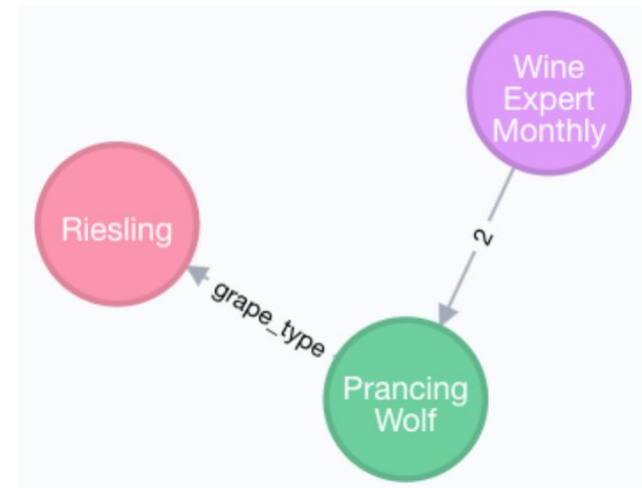 Wine
Expert
Monthly
Riesling
2
grape_type
Prancing
Wolf